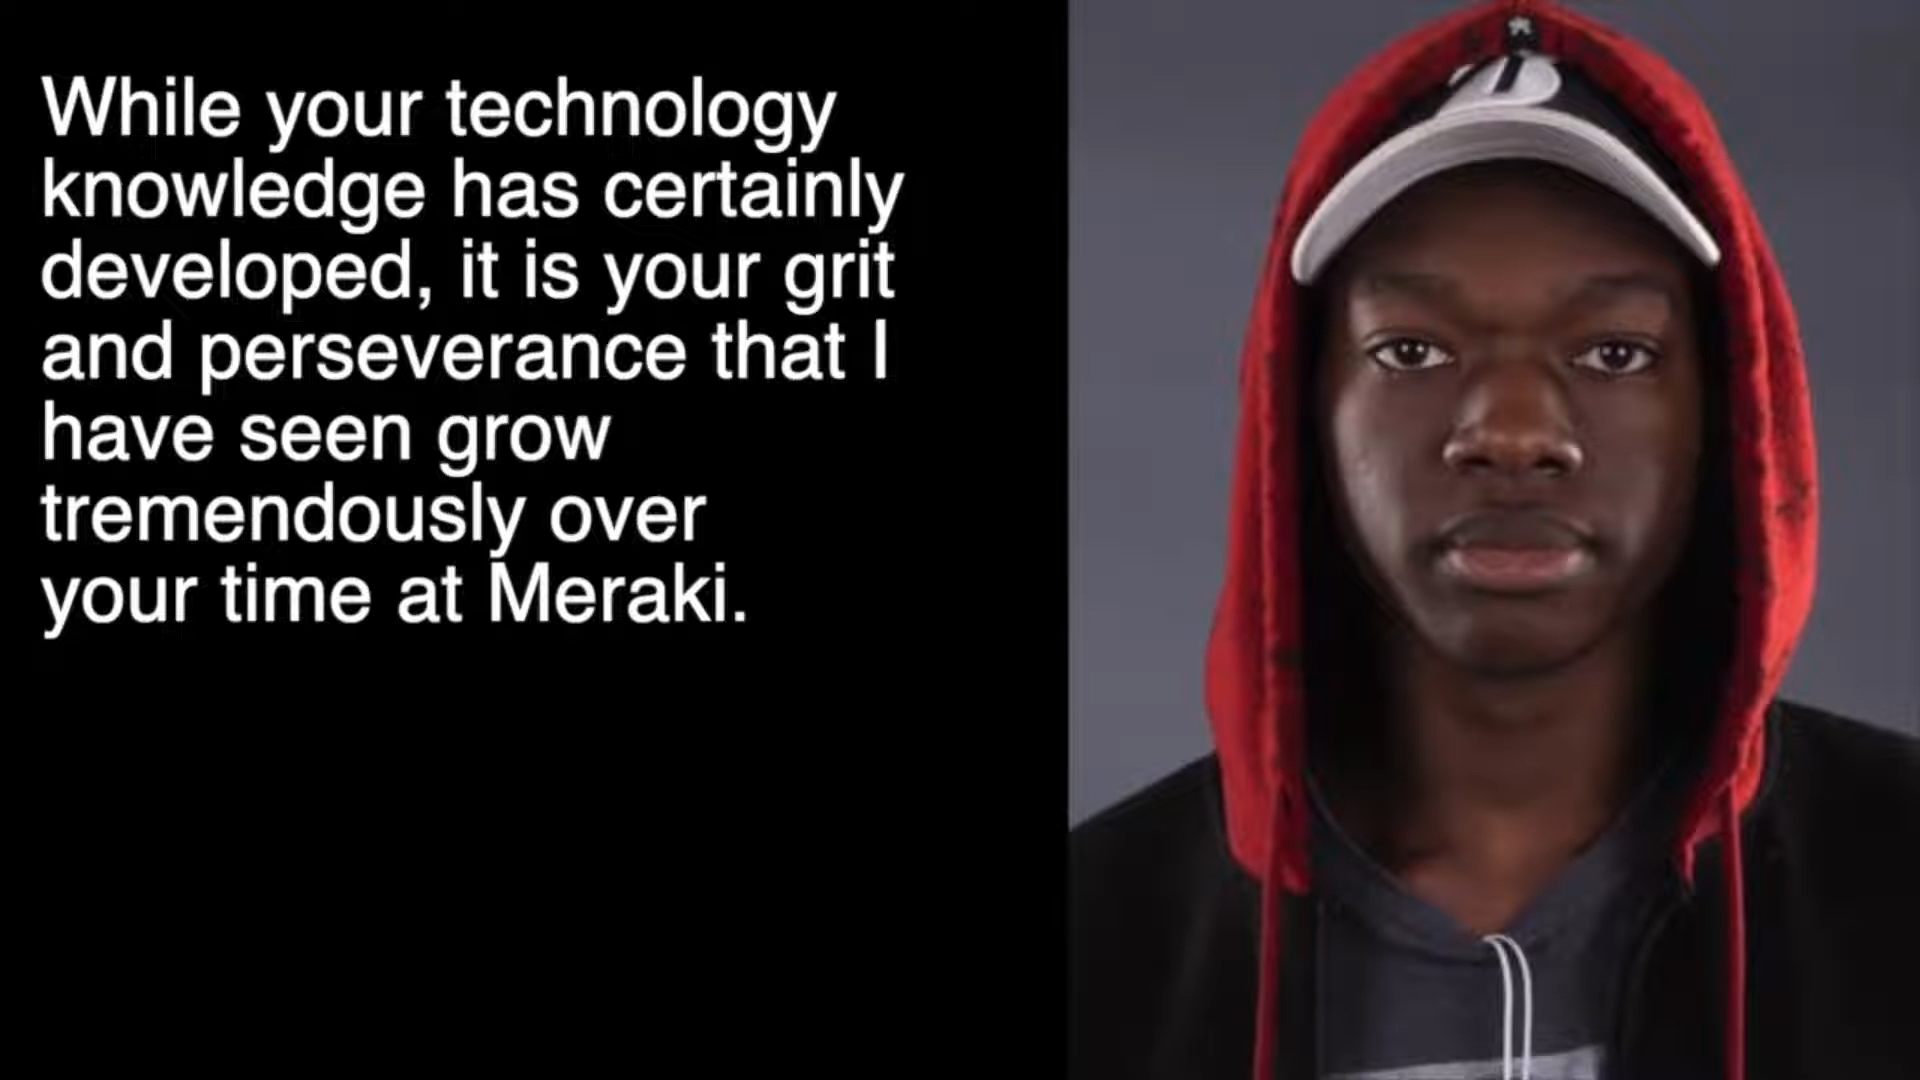 While your technology
knowledge has certainly
developed, it is your grit
and perseverance that I
have seen grow
tremendously over
your time at Meraki.